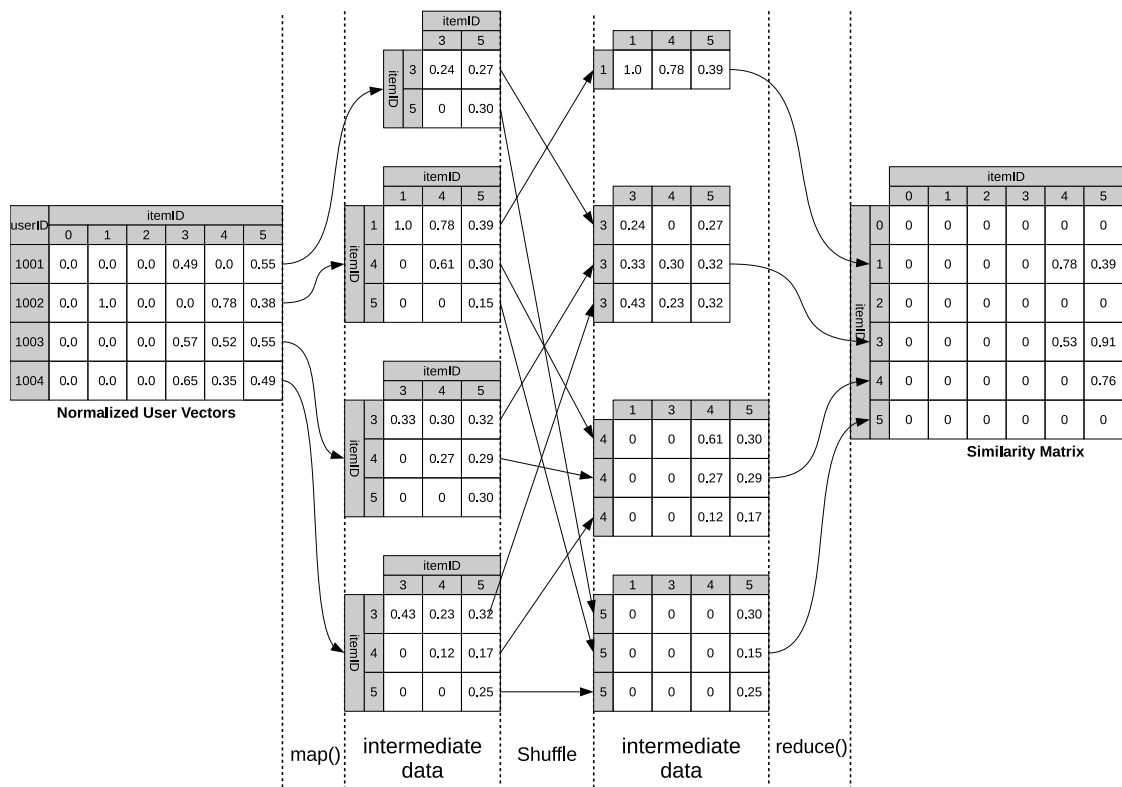 itemID
3 5
itemID
3 0.24 0.27
5 0 0.30
itemID
1 4 5
itemID
1 1.0 0.78 0.39
4 0 0.61 0.30
5 0 0 0.15
itemID
3 4 5
itemID
3 0.33 0.30 0.32
4 0 0.27 0.29
5 0 0 0.30
itemID
3 4 5
itemID
3 0.43 0.23 0.32
4 0 0.12 0.17
5 0 0 0.25
userID
itemID
0 1 2 3 4 5
1001 0.0 0.0 0.0 0.49 0.0 0.55
1002 0.0 1.0 0.0 0.0 0.78 0.38
1003 0.0 0.0 0.0 0.57 0.52 0.55
1004 0.0 0.0 0.0 0.65 0.35 0.49
Normalized User Vectors
1 4 5
1 1.0 0.78 0.39
3 4 5
3 0.24 0 0.27
3 0.33 0.30 0.32
3 0.43 0.23 0.32
1 3 4 5
4 0 0 0.61 0.30
4 0 0 0.27 0.29
4 0 0 0.12 0.17
1 3 4 5
5 0 0 0 0.30
5 0 0 0 0.15
5 0 0 0 0.25
itemID
0 1 2 3 4 5
itemID
0 0 0 0 0 0 0
1 0 0 0 0 0.78 0.39
2 0 0 0 0 0 0
3 0 0 0 0 0.53 0.91
4 0 0 0 0 0 0.76
5 0 0 0 0 0 0
Similarity Matrix
map()
intermediate
data
Shuffle
intermediate
data
reduce()